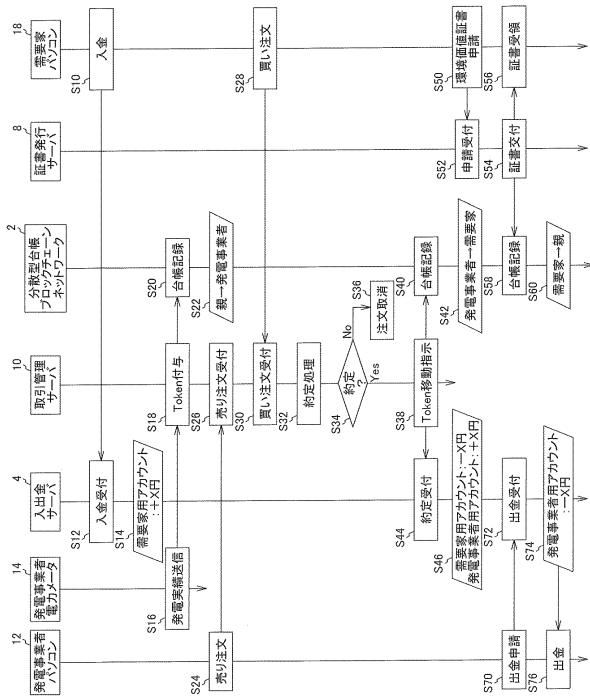 12
発電事業者
パソコン
14
発電事業者
電力メータ
4
入出金
サーバ
10
取引管理
サーバ
2
分散型台帳
ブロックチェーン
ネットワーク
8
証書発行
サーバ
18
需要家
パソコン
S10
入金
S12
入金受付
S14
需要家用アカウント
:+X円
S16
発電実績送信
S18
Token付与
S20
台帳記録
S22
親→発電事業者
S24
売り注文
S26
売り注文受付
S28
買い注文
S30
買い注文受付
S32
約定処理
S34
約定
?
No
Yes
S36
注文取消
S38
Token移動指示
S40
台帳記録
S42
発電事業者→需要家
S44
約定受付
S46
需要家用アカウント:-X円
発電事業者用アカウント:+X円
S50
環境価値証書
申請
S52
申請受付
S54
証書交付
S56
証書受領
S58
台帳記録
S60
需要家→親
S70
出金申請
S72
出金受付
S74
発電事業者用アカウント
:-X円
S76
出金